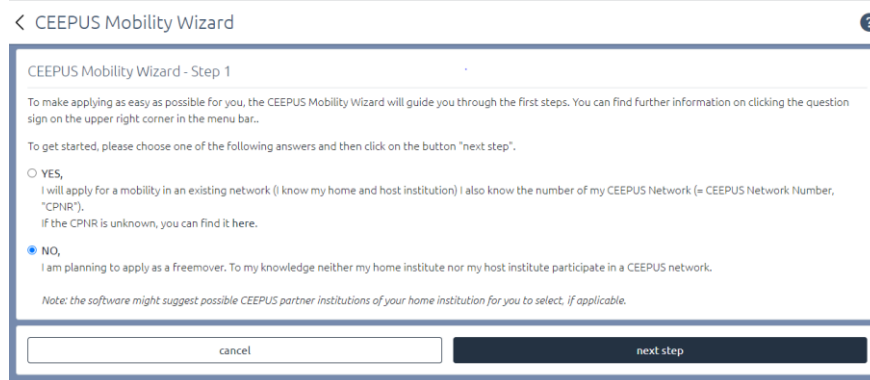 CEEPUS Mobility Wizard
?
CEEPUS Mobility Wizard - Step 1
To make applying as easy as possible for you, the CEEPUS Mobility Wizard will guide you through the first steps. You can find further information on clicking the question
sign on the upper right corner in the menu bar..
To get started, please choose one of the following answers and then click on the button "next step".
YES,
I will apply for a mobility in an existing network (I know my home and host institution) I also know the number of my CEEPUS Network (= CEEPUS Network Number,
"CPNR").
If the CPNR is unknown, you can find it here.
NO,
I am planning to apply as a freemover. To my knowledge neither my home institute nor my host institute participate in a CEEPUS network.
Note: the software might suggest possible CEEPUS partner institutions of your home institution for you to select, if applicable.
cancel
next step